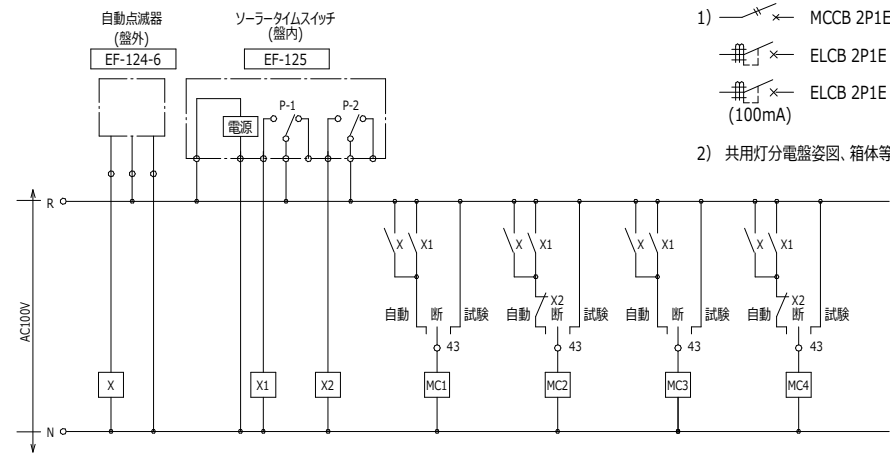 自動点滅器
(盤外)
EF-124-6
ソーラータイムスイッチ
(盤内)
EF-125
P-1
P-2
電源
1) MCCB 2P1E
ELCB 2P1E
ELCB 2P1E
(100mA)
2) 共用灯分電盤姿図、箱体等
R
AC100V
X X1
X X1
X X1
X X1
X2
X2
自動 断 試験
自動 断 試験
自動 断 試験
自動 断 試験
43
43
43
43
X
X1
X2
MC1
MC2
MC3
MC4
N